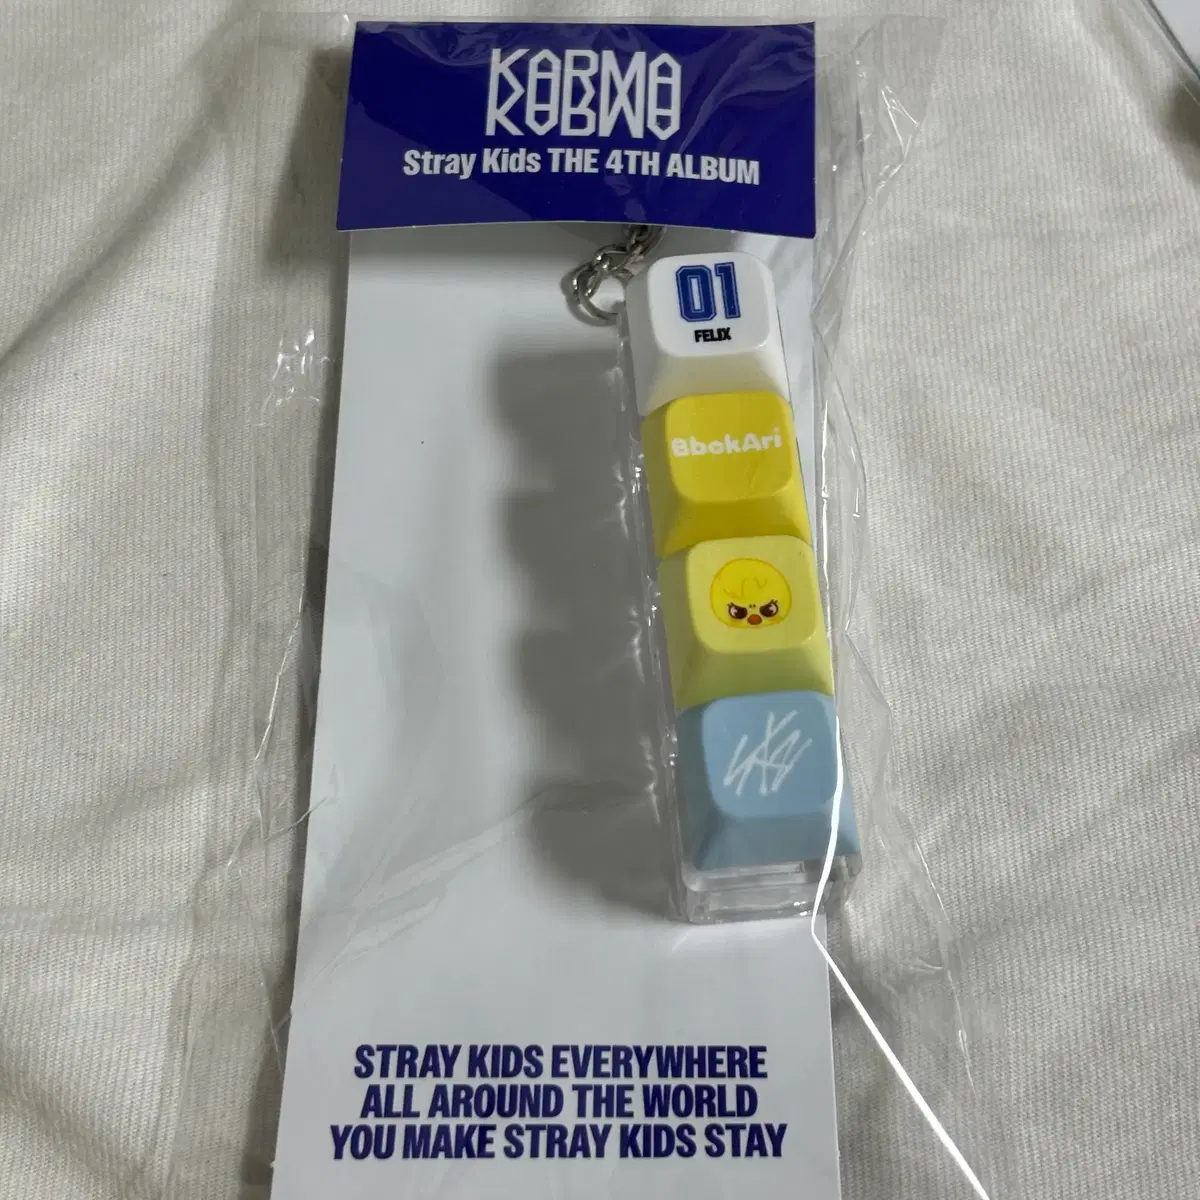 KARMA
Stray Kids THE 4TH ALBUM
01
FELIX
BbokAri
SKZ
STRAY KIDS EVERYWHERE
ALL AROUND THE WORLD
YOU MAKE STRAY KIDS STAY